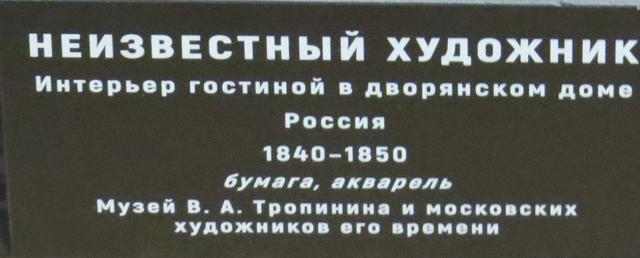 НЕИЗВЕСТНЫЙ ХУДОЖНИК
Интерьер гостиной в дворянском доме
Россия
1840–1850
бумага, акварель
Музей В. А. Тропинина и московских
художников его времени